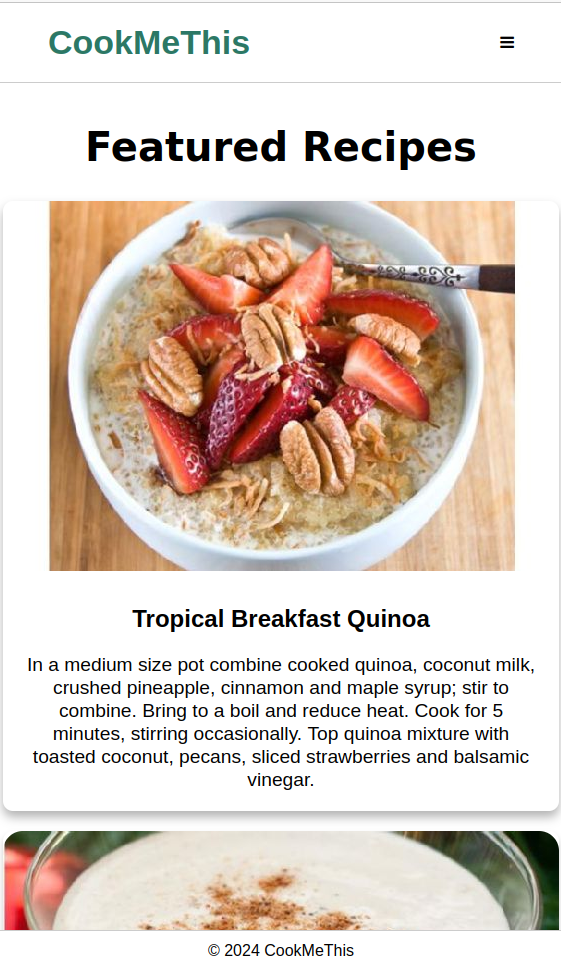 CookMeThis
Featured Recipes
Tropical Breakfast Quinoa
In a medium size pot combine cooked quinoa, coconut milk,
crushed pineapple, cinnamon and maple syrup; stir to
combine. Bring to a boil and reduce heat. Cook for 5
minutes, stirring occasionally. Top quinoa mixture with
toasted coconut, pecans, sliced strawberries and balsamic
vinegar.
© 2024 CookMeThis